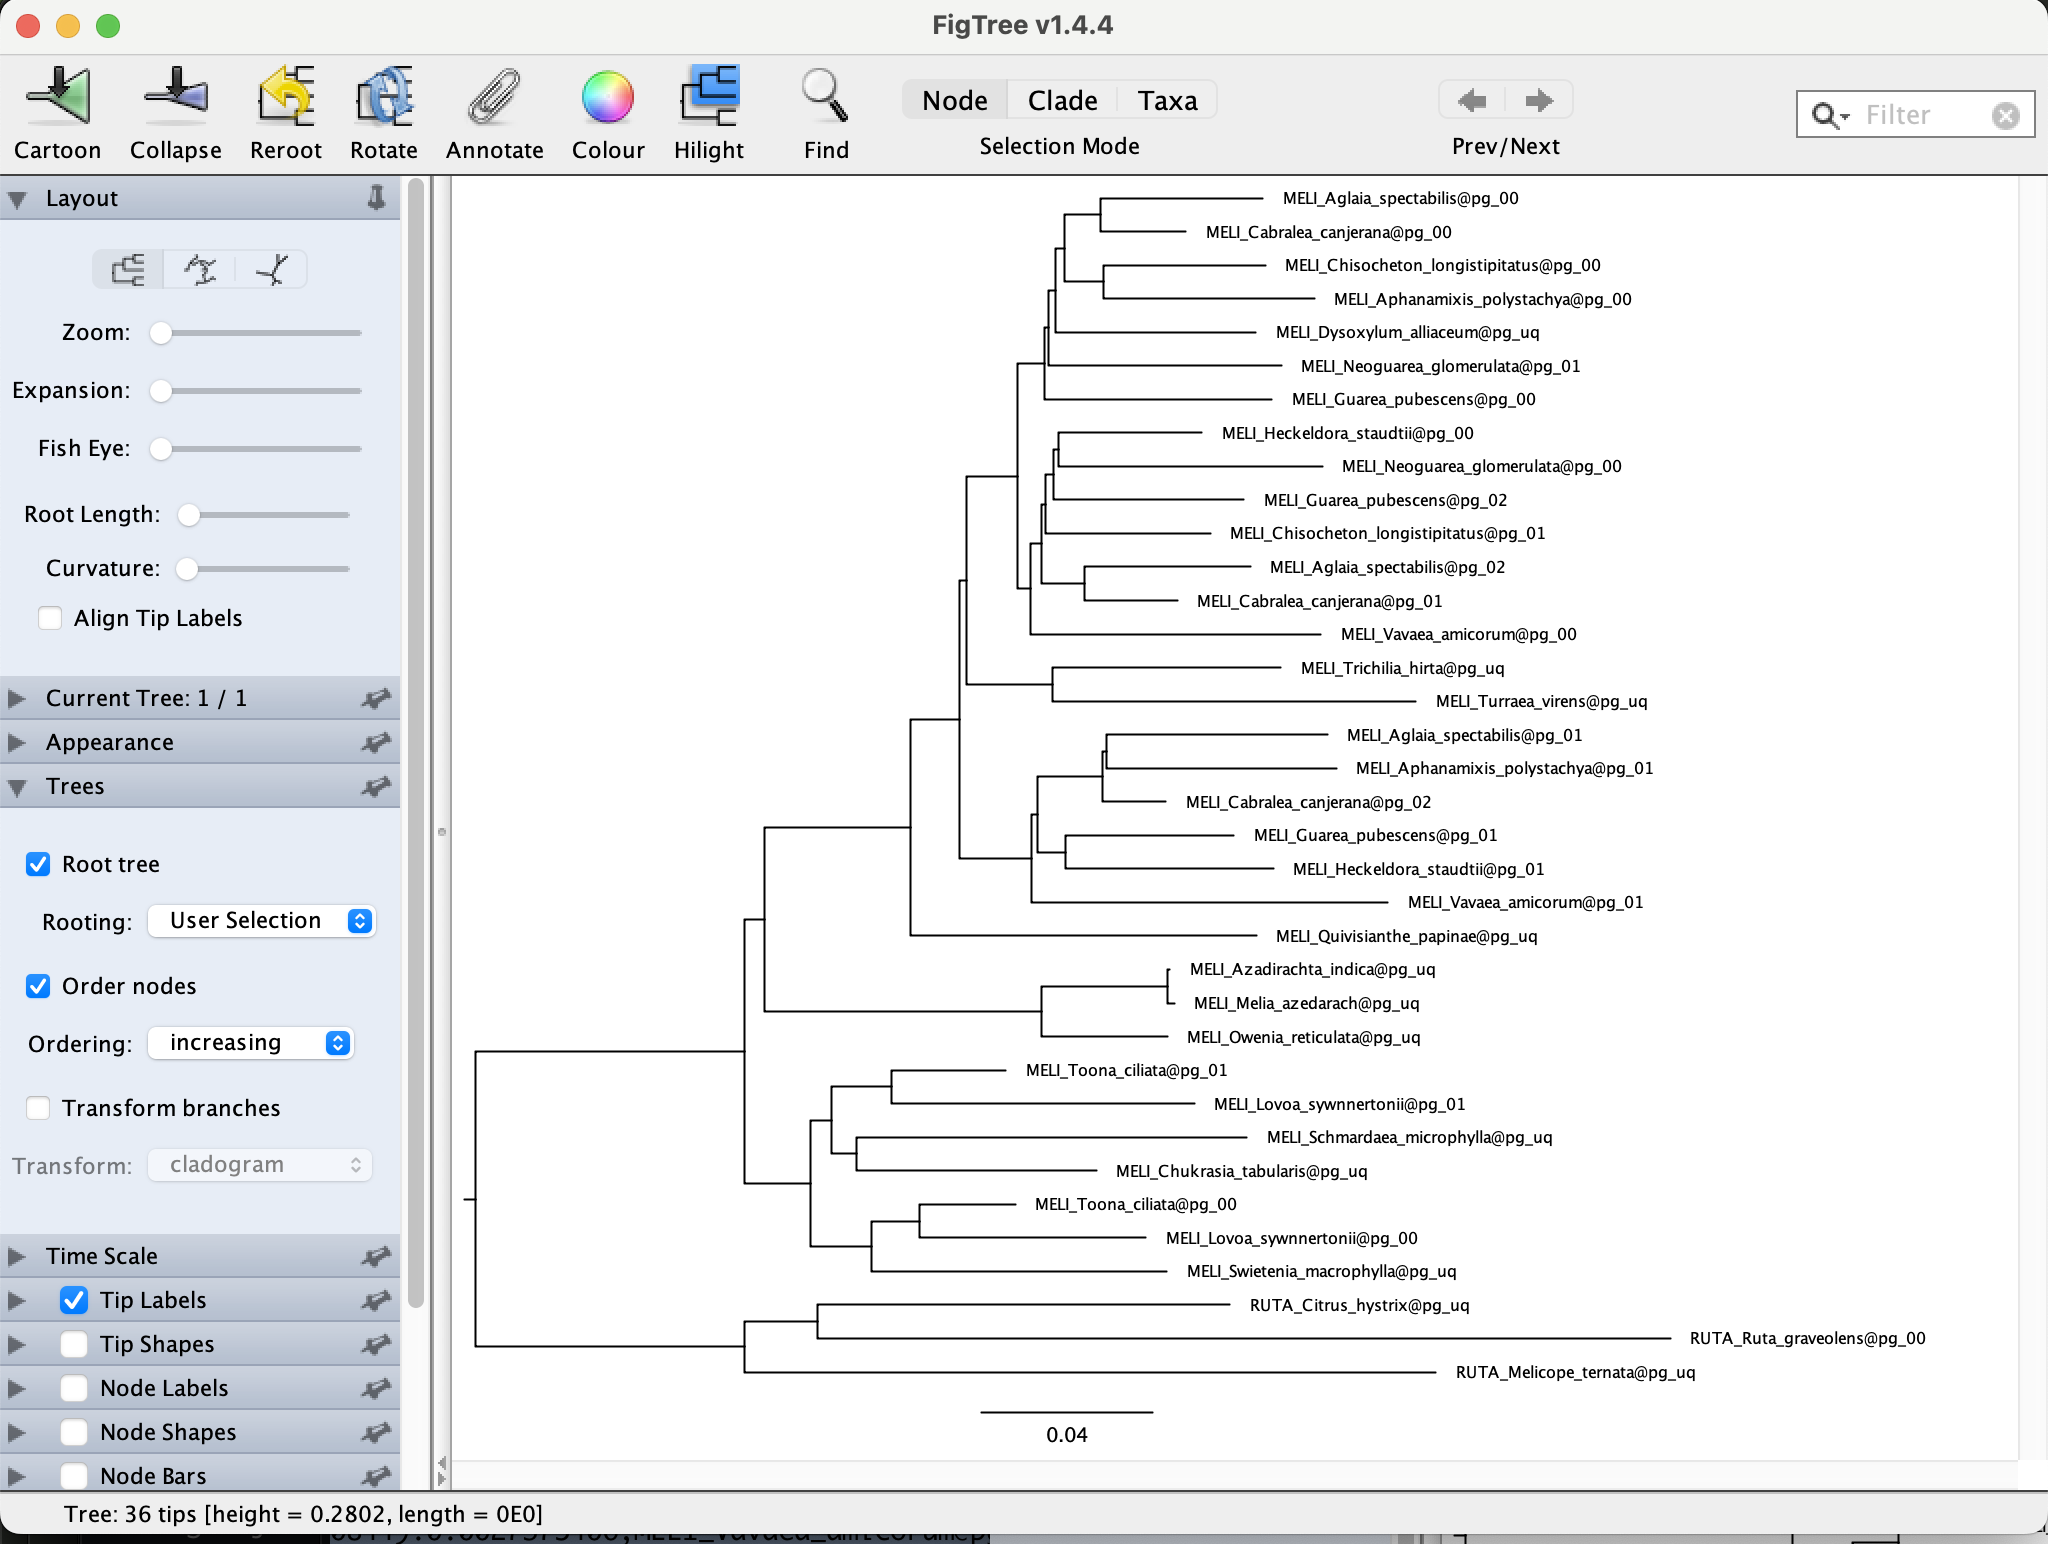 FigTree v1.4.4
Cartoon Collapse Reroot Rotate Annotate Colour Hilight Find
Node Clade Taxa
Selection Mode
Prev/Next
Filter
Layout
Zoom:
Expansion:
Fish Eye:
Root Length:
Curvature:
Align Tip Labels
Current Tree: 1 / 1
Appearance
Trees
Root tree
Rooting: User Selection
Order nodes
Ordering: increasing
Transform branches
Transform: cladogram
Time Scale
Tip Labels
Tip Shapes
Node Labels
Node Shapes
Node Bars
MELI_Aglaia_spectabilis@pg_00
MELI_Cabralea_canjerana@pg_00
MELI_Chisocheton_longistipitatus@pg_00
MELI_Aphanamixis_polystachya@pg_00
MELI_Dysoxylum_alliaceum@pg_uq
MELI_Neoguarea_glomerulata@pg_01
MELI_Guarea_pubescens@pg_00
MELI_Heckeldora_staudtii@pg_00
MELI_Neoguarea_glomerulata@pg_00
MELI_Guarea_pubescens@pg_02
MELI_Chisocheton_longistipitatus@pg_01
MELI_Aglaia_spectabilis@pg_02
MELI_Cabralea_canjerana@pg_01
MELI_Vavaea_amicorum@pg_00
MELI_Trichilia_hirta@pg_uq
MELI_Turraea_virens@pg_uq
MELI_Aglaia_spectabilis@pg_01
MELI_Aphanamixis_polystachya@pg_01
MELI_Cabralea_canjerana@pg_02
MELI_Guarea_pubescens@pg_01
MELI_Heckeldora_staudtii@pg_01
MELI_Vavaea_amicorum@pg_01
MELI_Quivisianthe_papinae@pg_uq
MELI_Azadirachta_indica@pg_uq
MELI_Melia_azedarach@pg_uq
MELI_Owenia_reticulata@pg_uq
MELI_Toona_ciliata@pg_01
MELI_Lovoa_sywnnertonii@pg_01
MELI_Schmardaea_microphylla@pg_uq
MELI_Chukrasia_tabularis@pg_uq
MELI_Toona_ciliata@pg_00
MELI_Lovoa_sywnnertonii@pg_00
MELI_Swietenia_macrophylla@pg_uq
RUTA_Citrus_hystrix@pg_uq
RUTA_Ruta_graveolens@pg_00
RUTA_Melicope_ternata@pg_uq
0.04
Tree: 36 tips [height = 0.2802, length = 0E0]